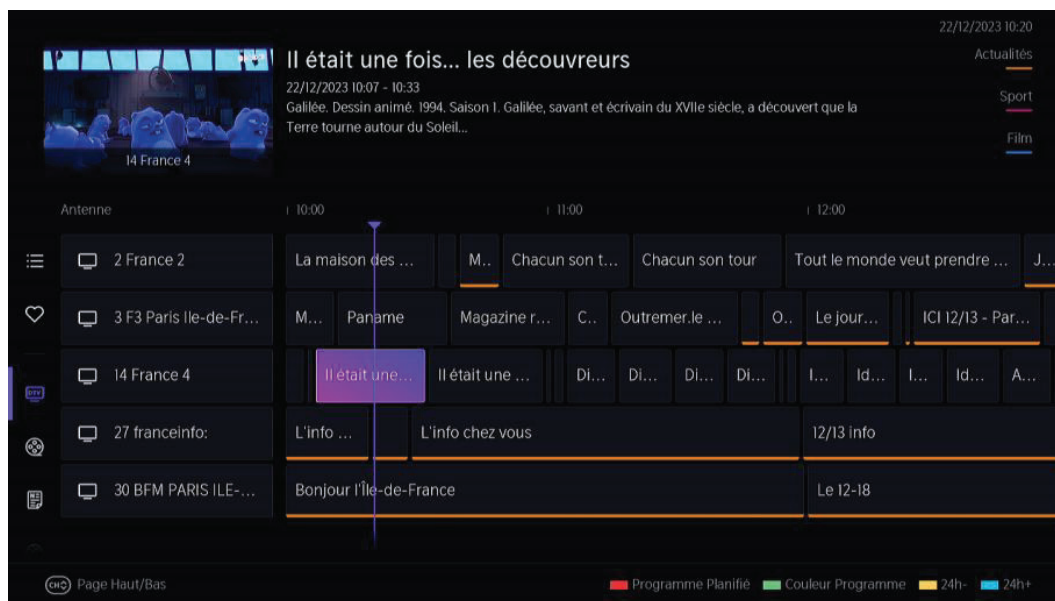 22/12/2023 10:20
Il était une fois... les découvreurs
Actualités
22/12/2023 10:07 - 10:33
Sport
Galilée. Dessin animé. 1994. Saison 1. Galilée, savant et écrivain du XVIIe siècle, a découvert que la
Terre tourne autour du Soleil...
Film
14 France 4
Antenne 10:00 11:00 12:00
2 France 2 La maison des ... M.. Chacun son t... Chacun son tour Tout le monde veut prendre ... J...
3 F3 Paris Ile-de-Fr... M... Paname Magazine r... C.. Outremer.le ... O.. Le jour... ICI 12/13 - Par...
14 France 4 Il était une... Il était une ... Di... Di... Di... Di... I... Id... I... Id... A...
DTV
27 franceinfo: L'info ... L'info chez vous 12/13 info
30 BFM PARIS ILE-... Bonjour l'Île-de-France Le 12-18
CH Page Haut/Bas Programme Planifié Couleur Programme 24h- 24h+